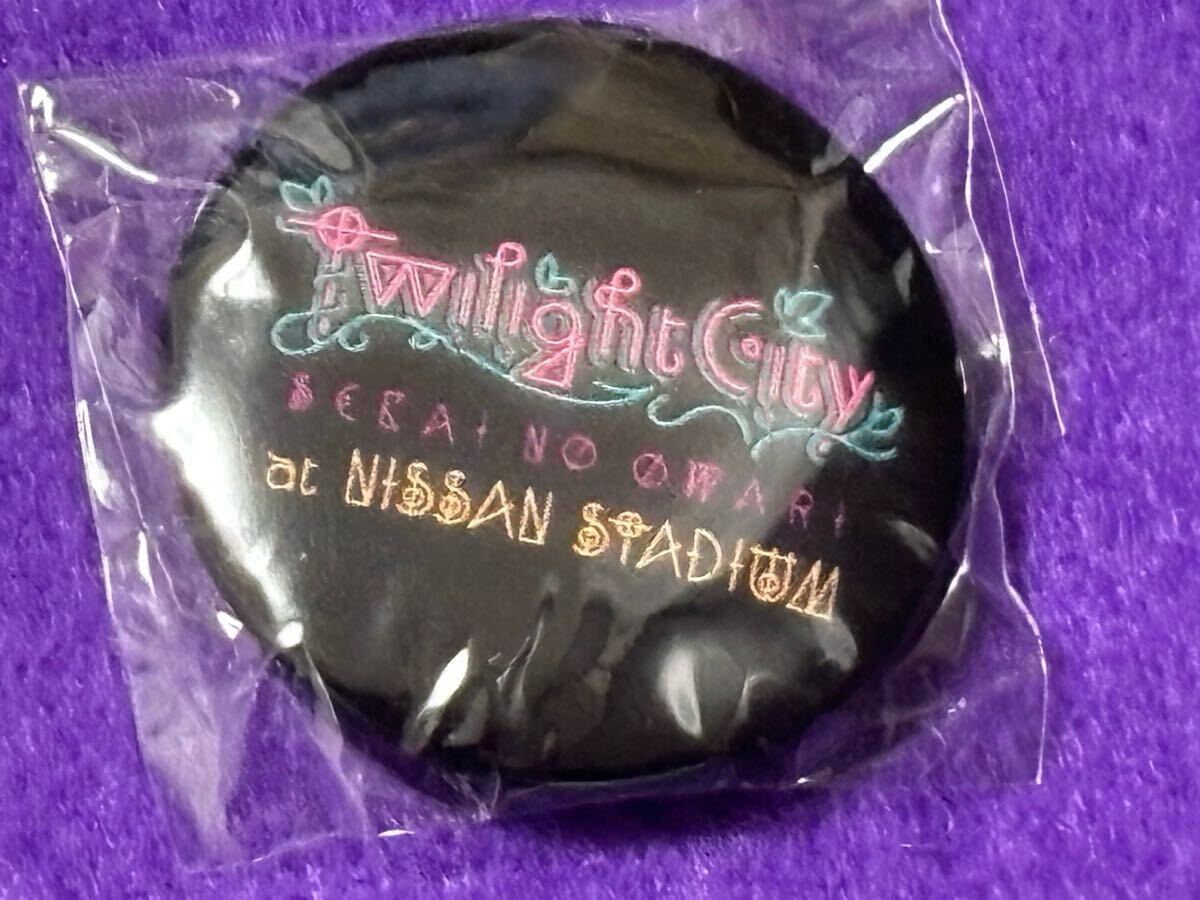 Twilight City
SEKAI NO OWARI
at NISSAN STADIUM